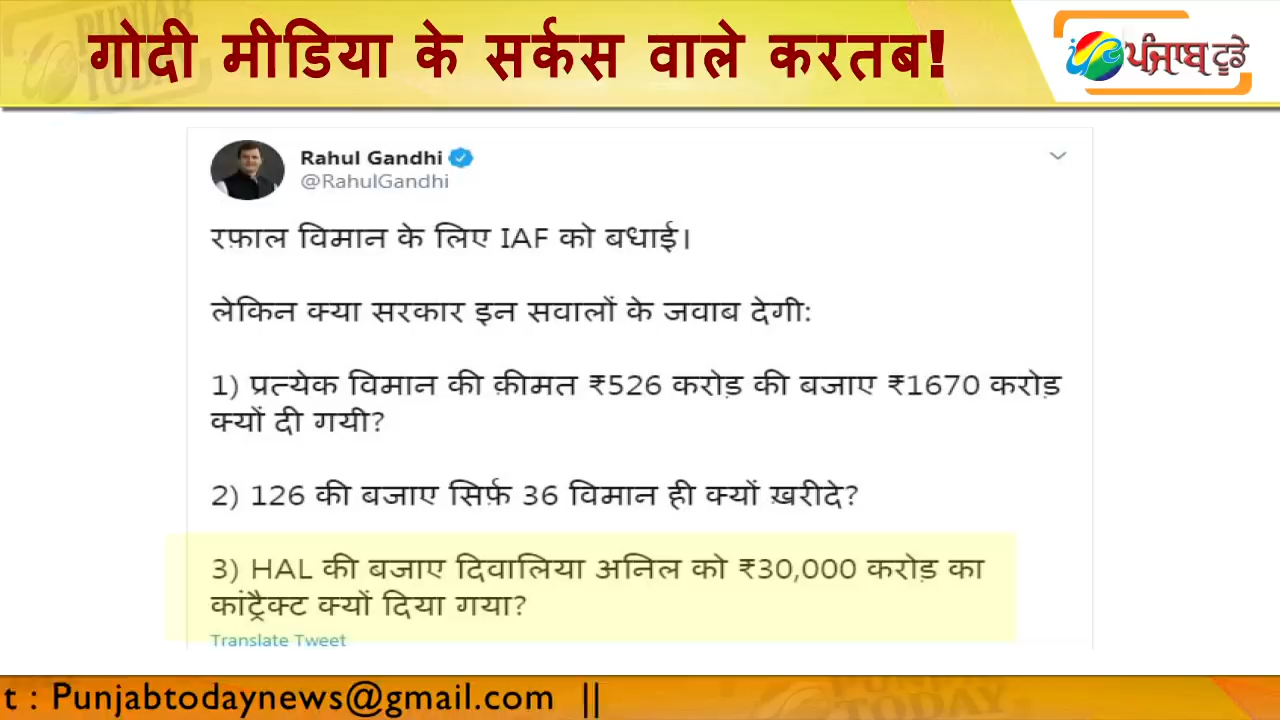 गोदी मीडिया के सर्कस वाले करतब!
ਪੰਜਾਬ ਟੂਡੇ
Rahul Gandhi
@RahulGandhi
रफ़ाल विमान के लिए IAF को बधाई।
लेकिन क्या सरकार इन सवालों के जवाब देगी:
1) प्रत्येक विमान की क़ीमत ₹526 करोड़ की बजाए ₹1670 करोड़
क्यों दी गयी?
2) 126 की बजाए सिर्फ़ 36 विमान ही क्यों ख़रीदे?
3) HAL की बजाए दिवालिया अनिल को ₹30,000 करोड़ का
कांट्रैक्ट क्यों दिया गया?
Translate Tweet
t : Punjabtodaynews@gmail.com ||